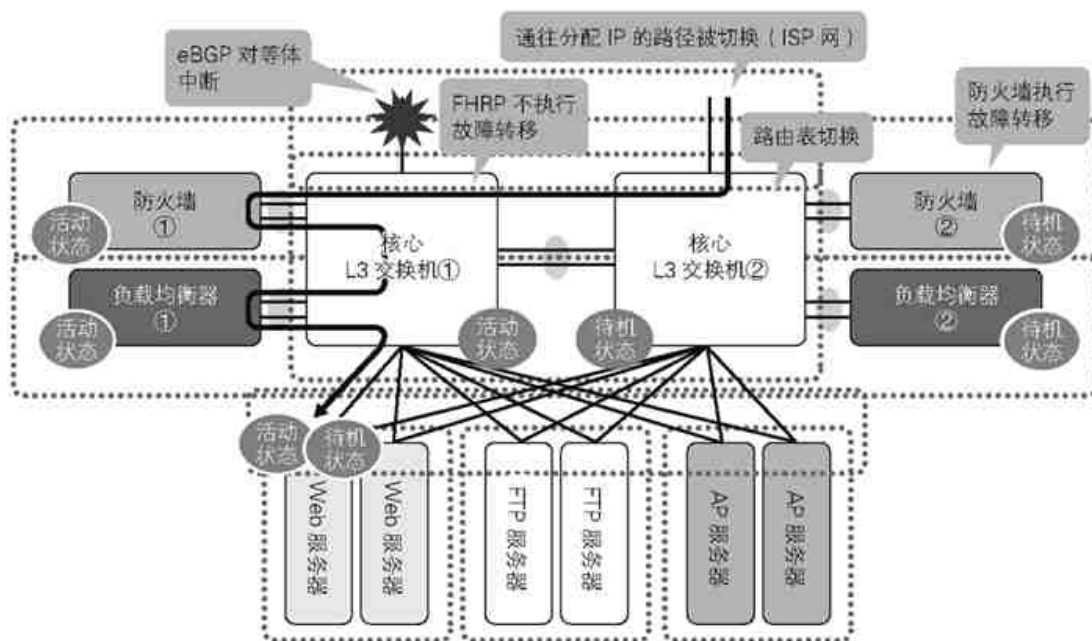 通往分配 IP 的路径被切换（ISP 网）
eBGP 对等体
中断
FHRP 不执行
故障转移
防火墙执行
故障转移
路由表切换
防火墙
①
活动
状态
核心
L3 交换机①
核心
L3 交换机②
防火墙
②
待机
状态
负载均衡器
①
活动
状态
活动
状态
待机
状态
负载均衡器
②
待机
状态
活动
状态
待机
状态
Web 服务器
Web 服务器
FTP 服务器
FTP 服务器
AP 服务器
AP 服务器